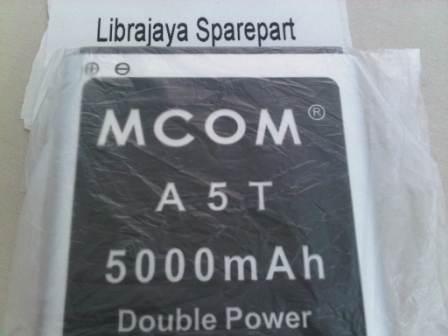 Librajaya Sparepart
⊕ ⊖
MCOM®
A 5 T
5000mAh
Double Power